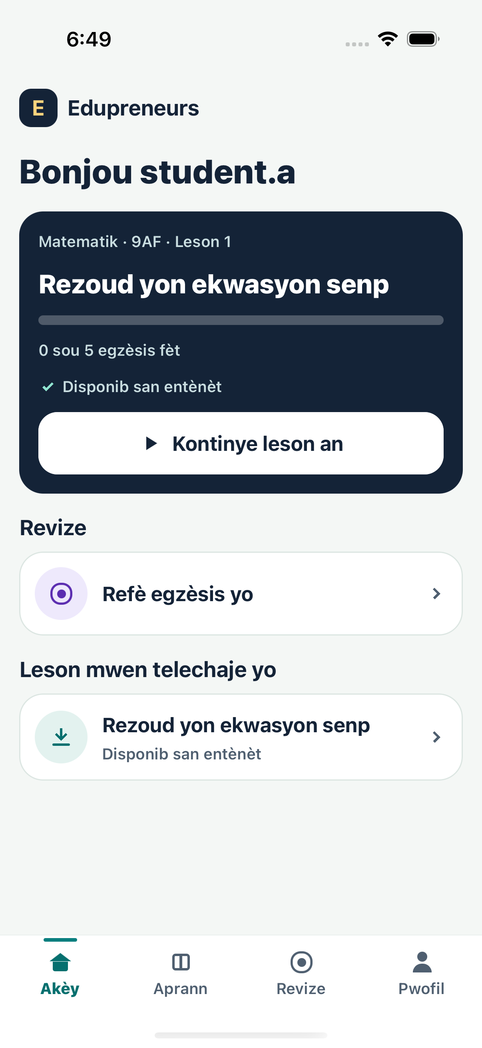 6:49
E Edupreneurs
Bonjou student.a
Matematik · 9AF · Leson 1
Rezoud yon ekwasyon senp
0 sou 5 egzèsis fèt
Disponib san entènèt
Kontinye leson an
Revize
Refè egzèsis yo
Leson mwen telechaje yo
Rezoud yon ekwasyon senp
Disponib san entènèt
Akèy Aprann Revize Pwofil